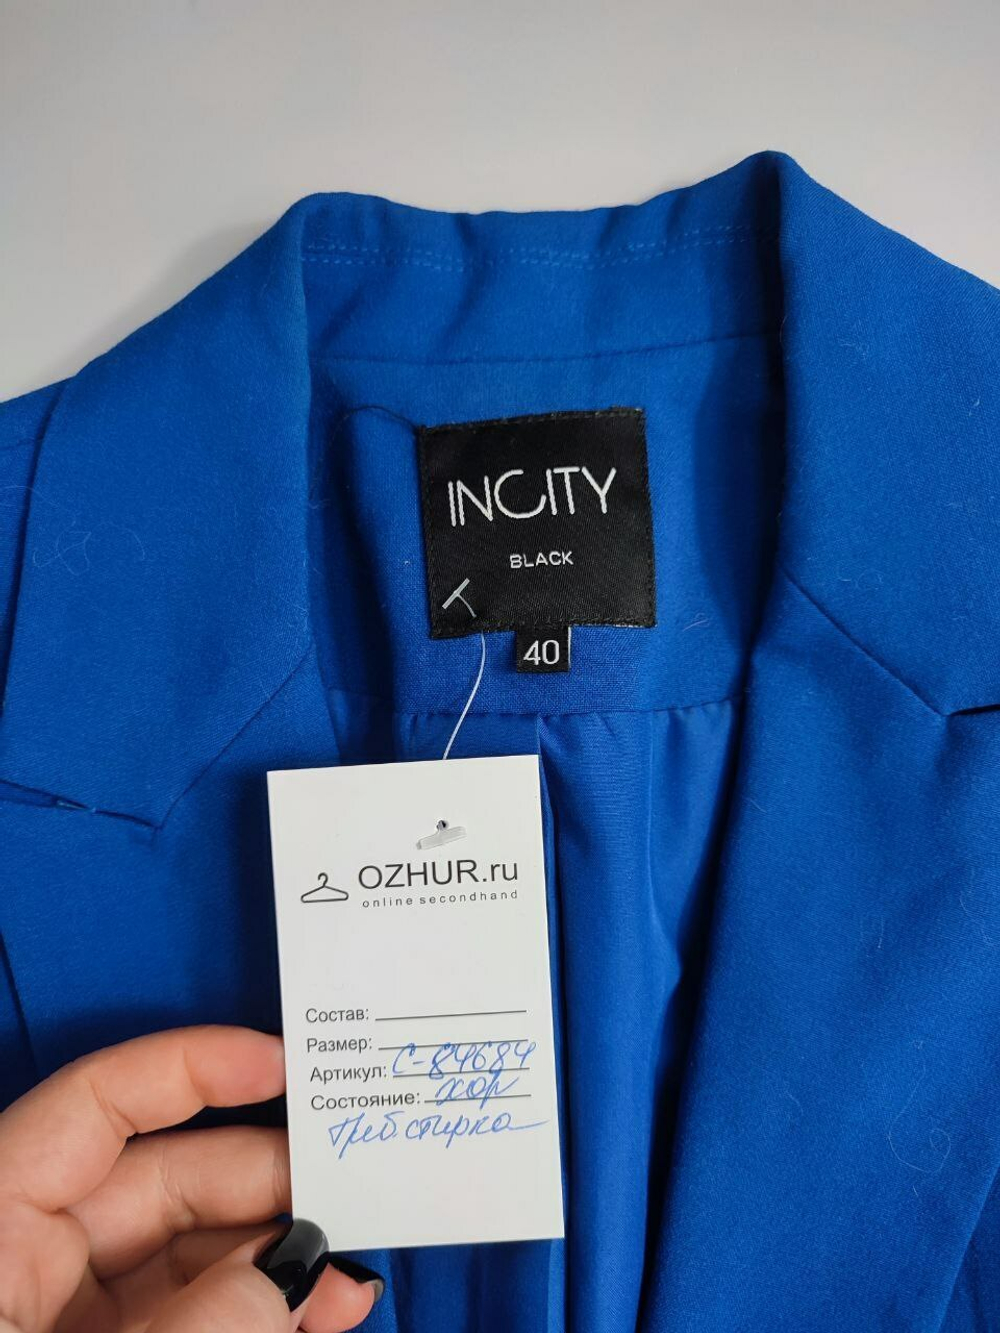 INCITY
BLACK
40
OZHUR.ru
online secondhand
Состав:
Размер:
Артикул: С-84684
Состояние: хор
Треб. стирка